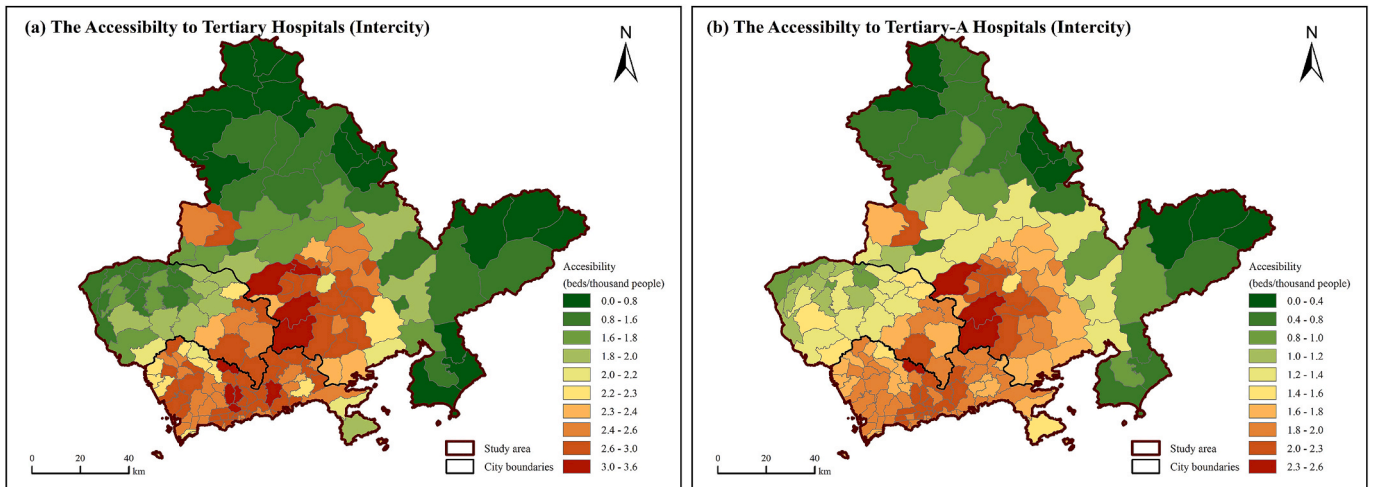 (a) The Accessibilty to Tertiary Hospitals (Intercity)
N
Accesibility
(beds/thousand people)
0.0 - 0.8
0.8 - 1.6
1.6 - 1.8
1.8 - 2.0
2.0 - 2.2
2.2 - 2.3
2.3 - 2.4
2.4 - 2.6
2.6 - 3.0
3.0 - 3.6
Study area
City boundaries
0 20 40
km
(b) The Accessibilty to Tertiary-A Hospitals (Intercity)
N
Accesibility
(beds/thousand people)
0.0 - 0.4
0.4 - 0.8
0.8 - 1.0
1.0 - 1.2
1.2 - 1.4
1.4 - 1.6
1.6 - 1.8
1.8 - 2.0
2.0 - 2.3
2.3 - 2.6
Study area
City boundaries
0 20 40
km